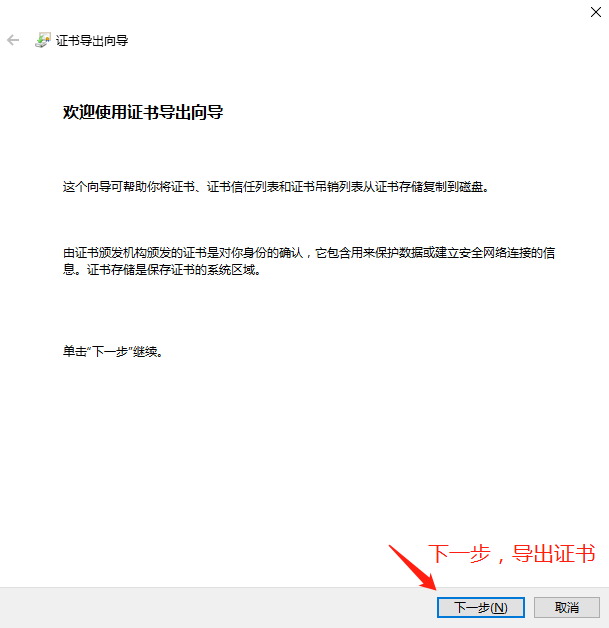 证书导出向导
欢迎使用证书导出向导
这个向导可帮助你将证书、证书信任列表和证书吊销列表从证书存储复制到磁盘。
由证书颁发机构颁发的证书是对你身份的确认，它包含用来保护数据或建立安全网络连接的信
息。证书存储是保存证书的系统区域。
单击“下一步”继续。
下一步，导出证书
下一步(N)
取消